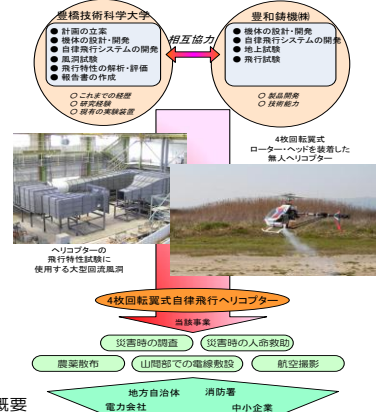 豊橋技術科学大学
● 計画の立案
● 機体の設計・開発
● 自律飛行システムの開発
● 風洞試験
● 飛行特性の解析・評価
● 報告書の作成
○ これまでの経歴
○ 研究経験
○ 現有の実験装置
相互協力
豊和鋳機㈱
● 機体の設計・開発
● 自律飛行システムの開発
● 地上試験
● 飛行試験
○ 製品開発
○ 技術能力
4枚回転翼式
ローター・ヘッドを装着した
無人ヘリコプター
ヘリコプターの
飛行特性試験に
使用する大型回流風洞
4枚回転翼式自律飛行ヘリコプター
当該事業
災害時の調査
災害時の人命救助
農薬散布
山間部での電線敷設
航空撮影
地方自治体
消防署
電力会社
中小企業
概要